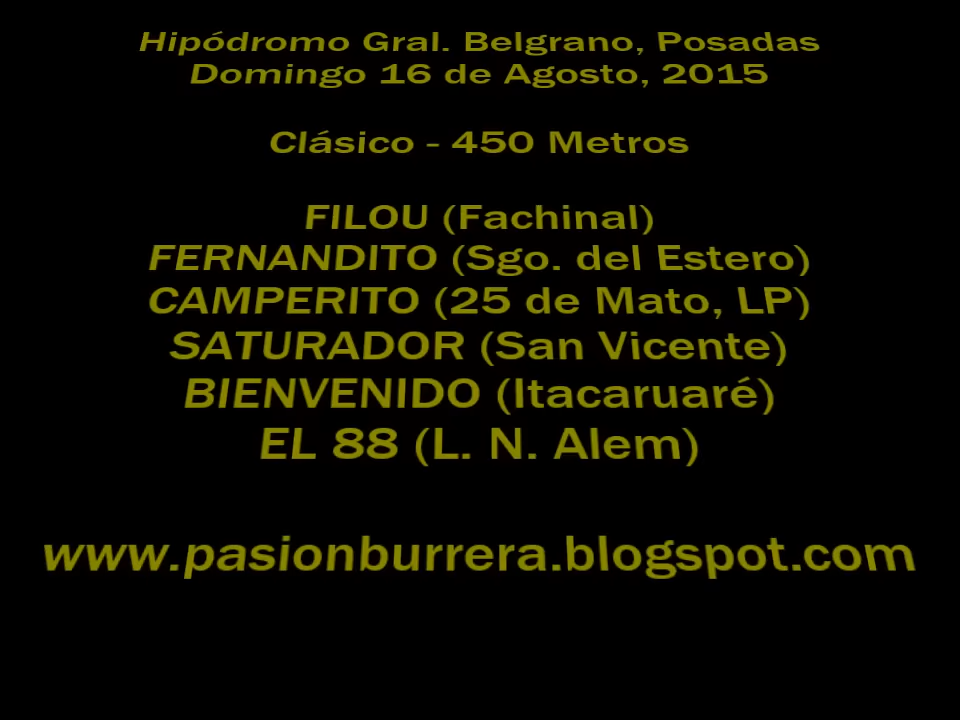 Hipódromo Gral. Belgrano, Posadas
Domingo 16 de Agosto, 2015
Clásico - 450 Metros
FILOU (Fachinal)
FERNANDITO (Sgo. del Estero)
CAMPERITO (25 de Mato, LP)
SATURADOR (San Vicente)
BIENVENIDO (Itacaruaré)
EL 88 (L. N. Alem)
www.pasionburrera.blogspot.com